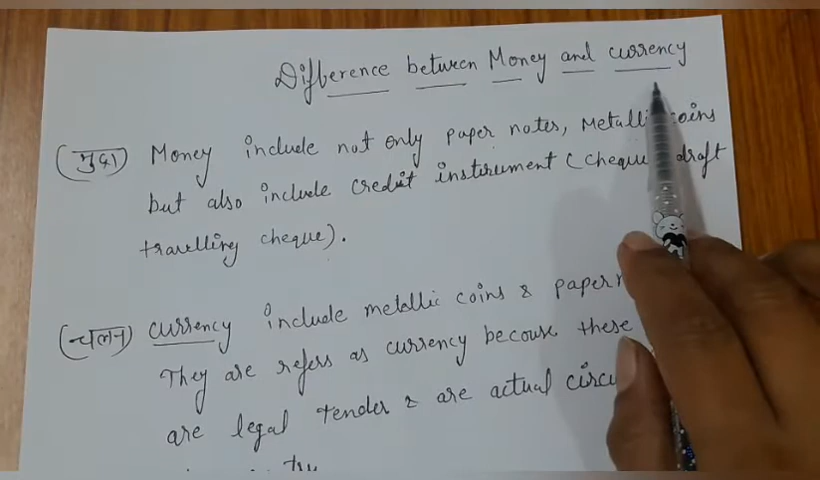 Difference between Money and currency
(मुद्रा) Money include not only paper notes, Metallic coins
but also include credit instrument (cheque draft
travelling cheque).
(चलन) currency include metallic coins & paper
They are refers as currency becouse these
are legal tender & are actual